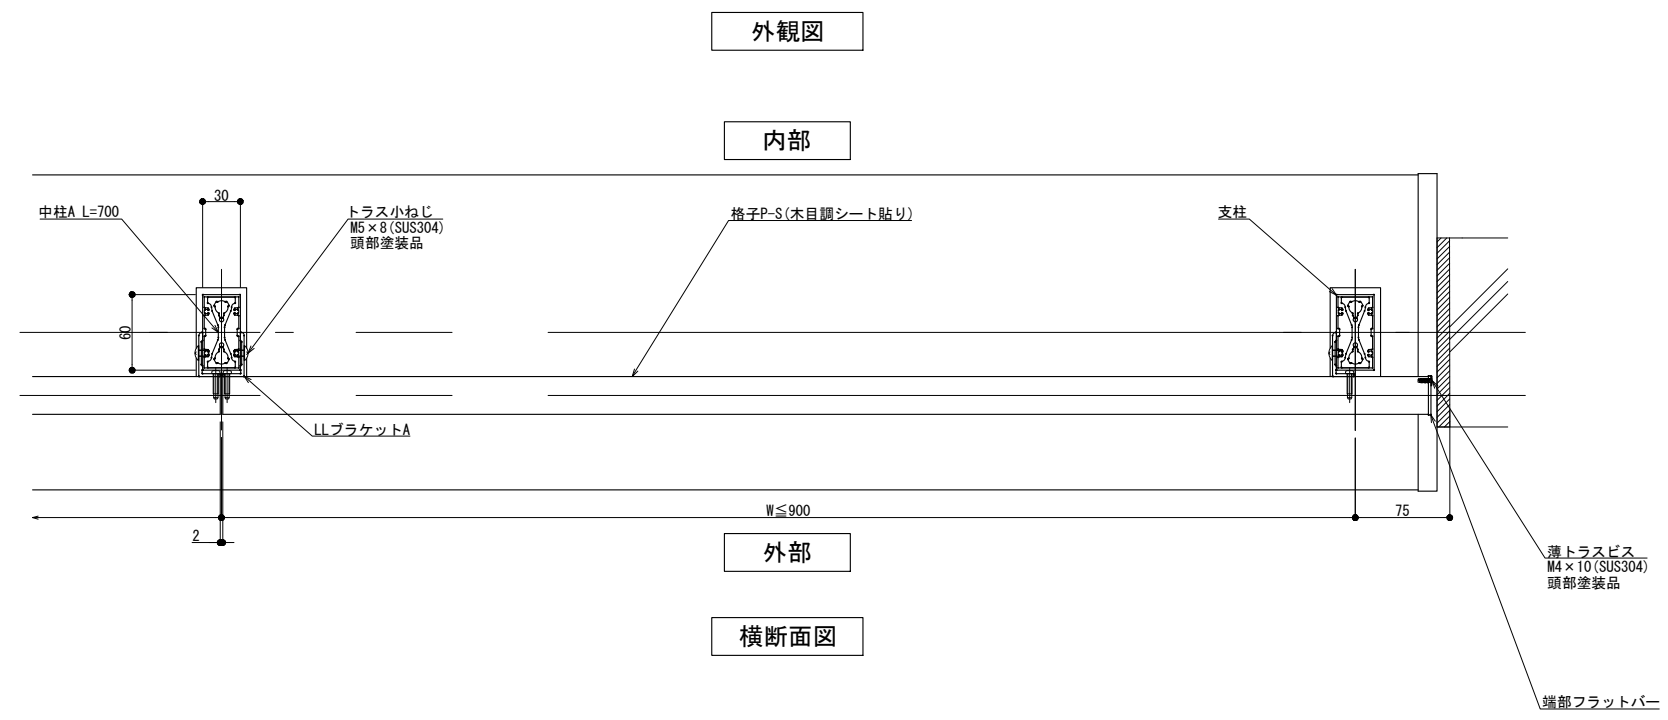 外観図
内部
30
中柱A L=700
トラス小ねじ
M5×8(SUS304)
頭部塗装品
格子P-S(木目調シート貼り)
支柱
60
LLブラケットA
W≦900
75
2
外部
薄トラスビス
M4×10(SUS304)
頭部塗装品
横断面図
端部フラットバー